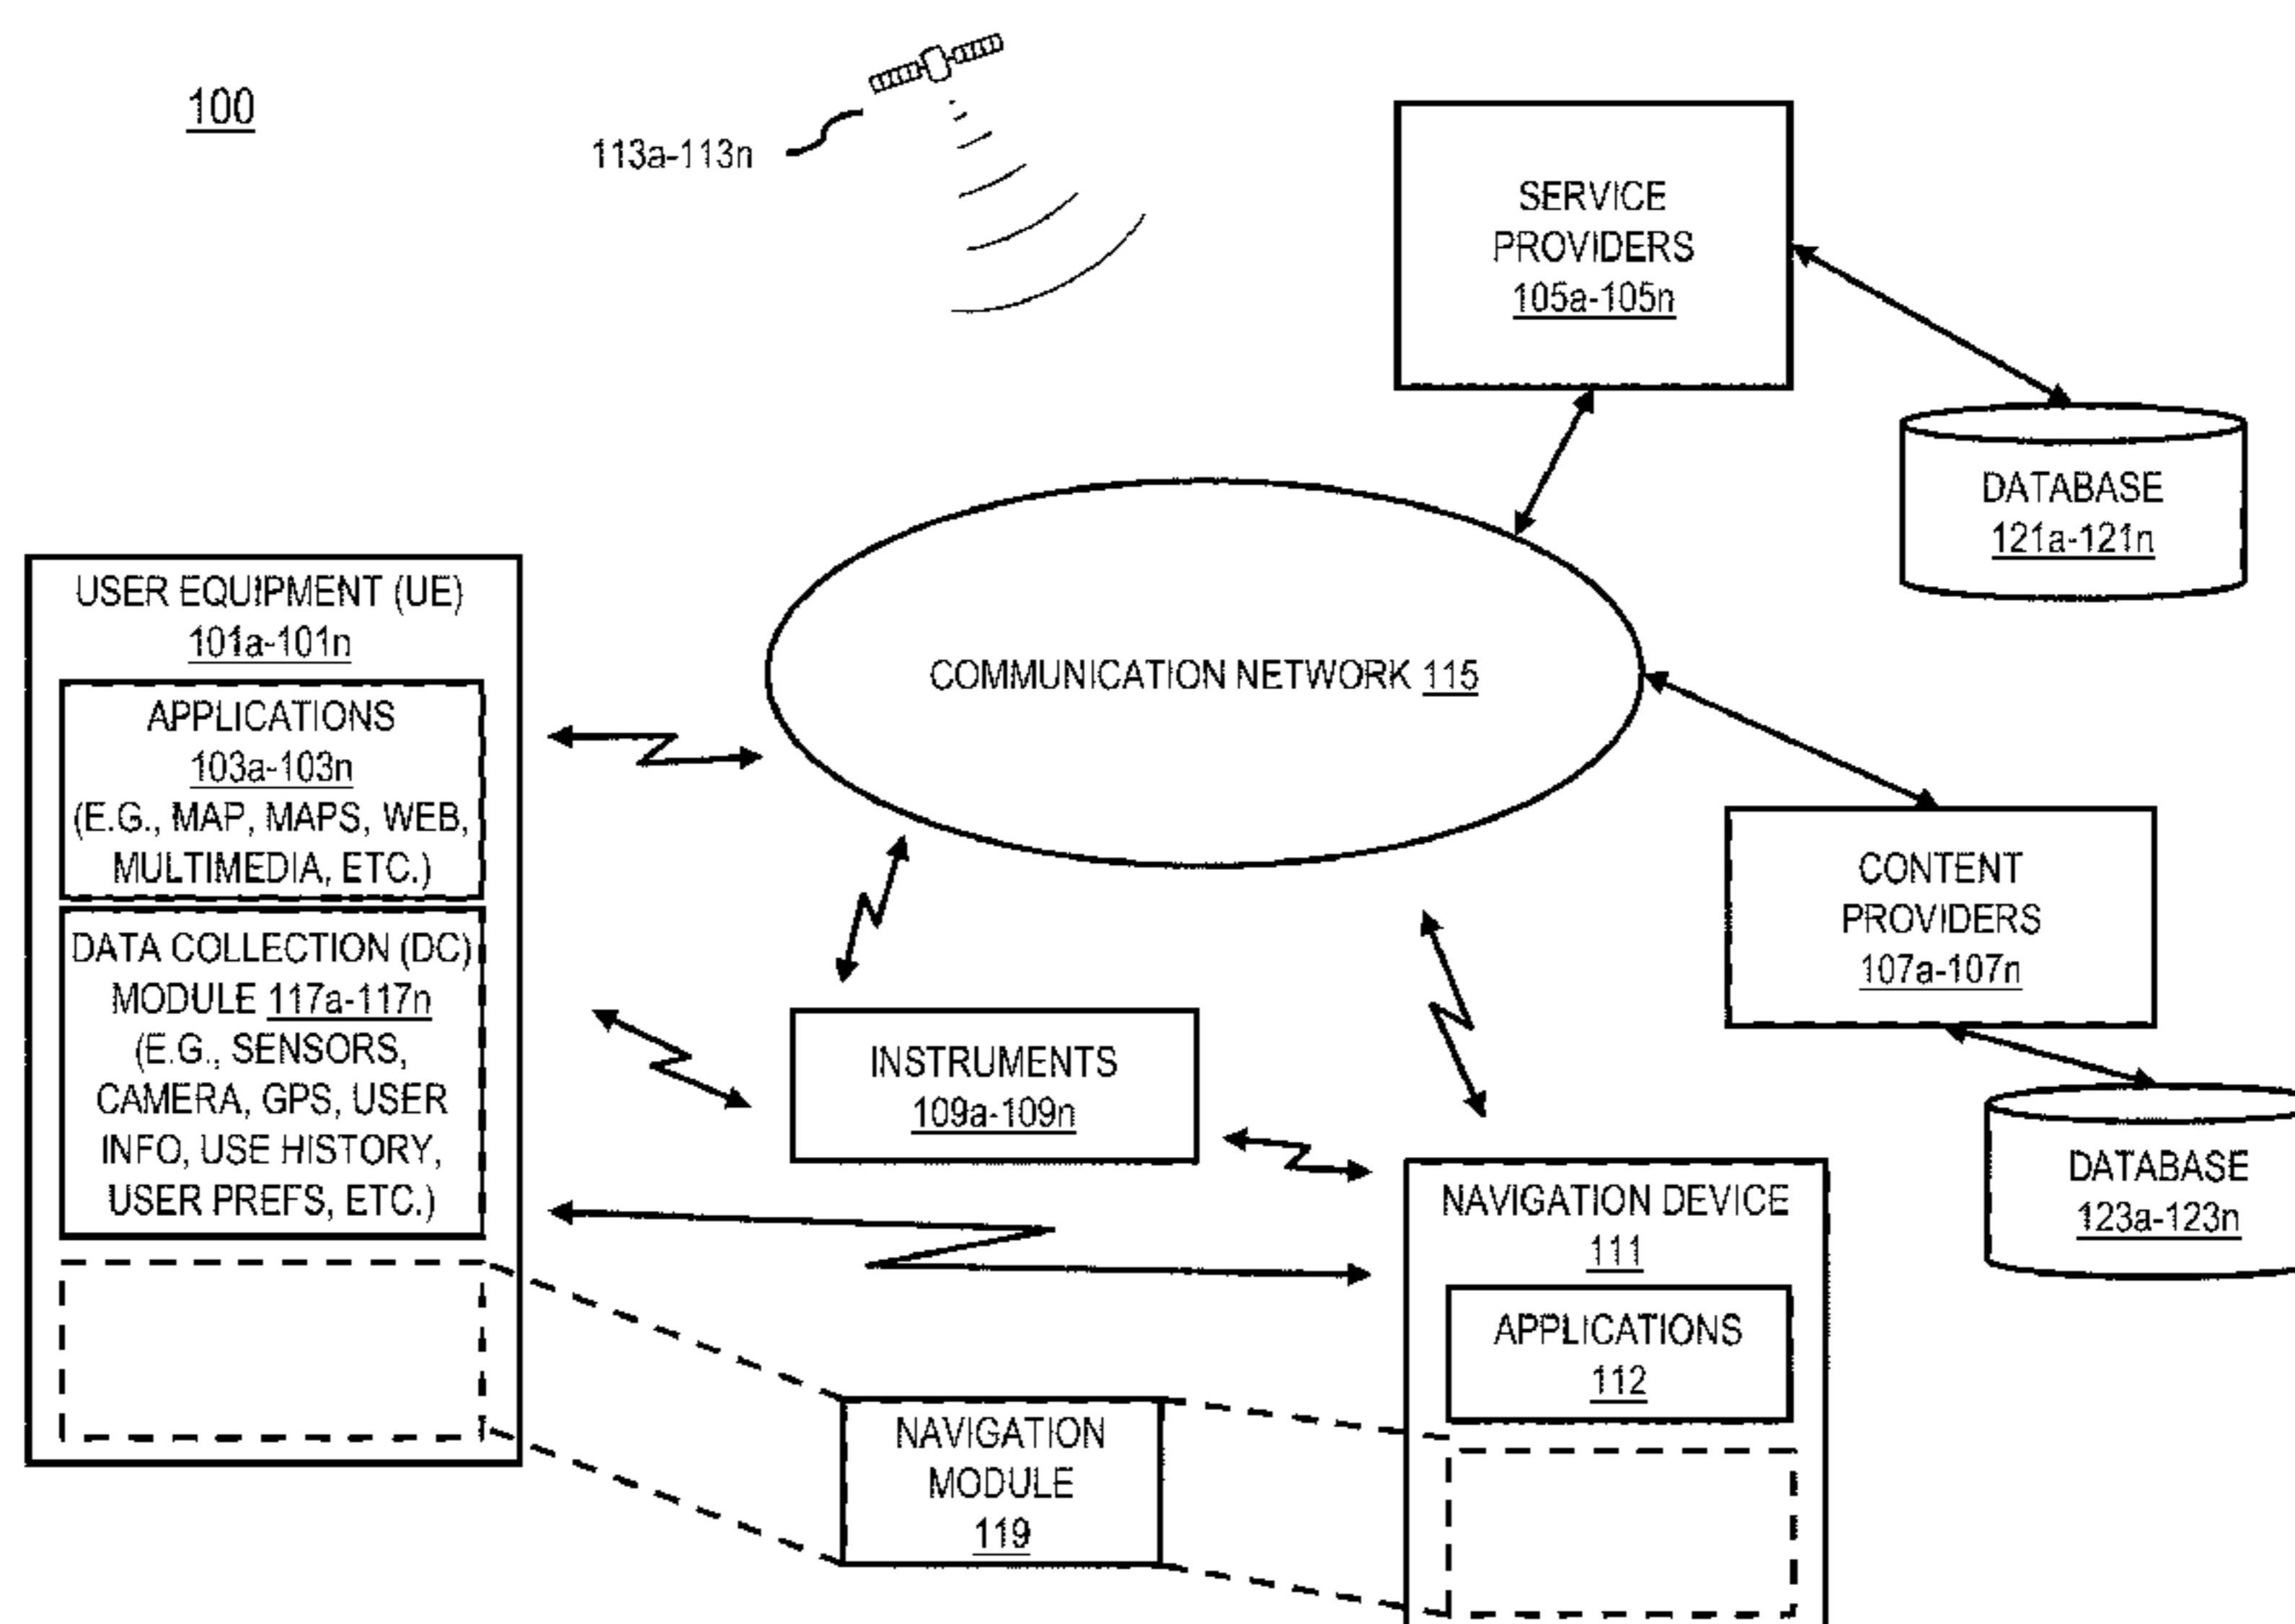 100
113a-113n
SERVICE
PROVIDERS
105a-105n
DATABASE
121a-121n
USER EQUIPMENT (UE)
101a-101n
APPLICATIONS
103a-103n
(E.G., MAP, MAPS, WEB,
MULTIMEDIA, ETC.)
DATA COLLECTION (DC)
MODULE 117a-117n
(E.G., SENSORS,
CAMERA, GPS, USER
INFO, USE HISTORY,
USER PREFS, ETC.)
COMMUNICATION NETWORK 115
CONTENT
PROVIDERS
107a-107n
INSTRUMENTS
109a-109n
DATABASE
123a-123n
NAVIGATION DEVICE
111
APPLICATIONS
112
NAVIGATION
MODULE
119